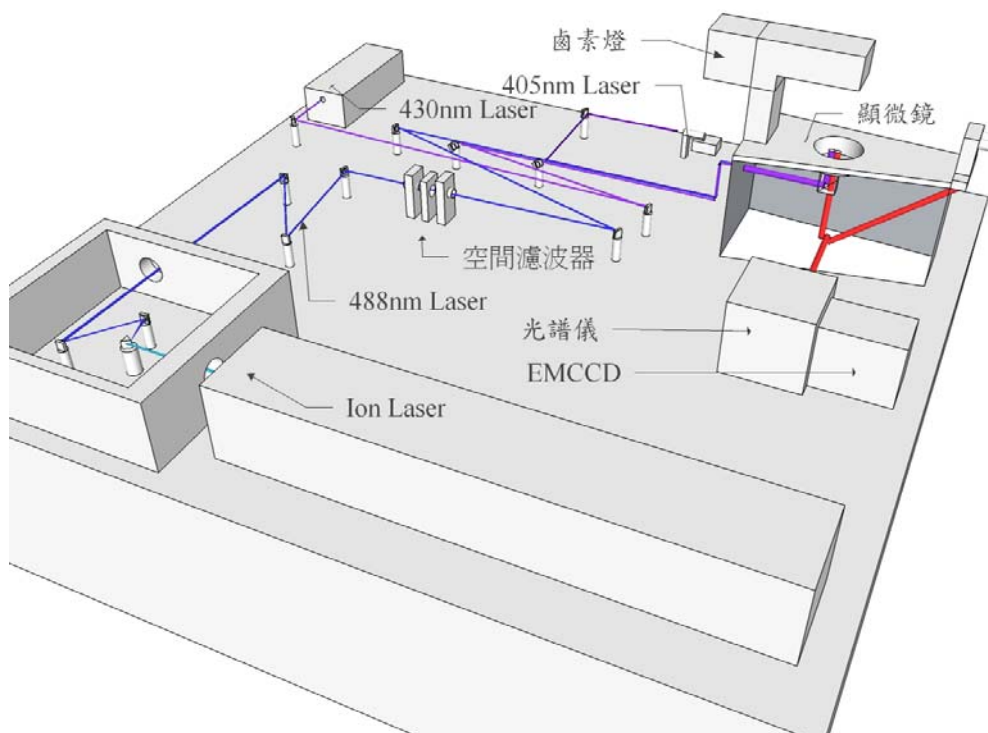 鹵素燈
405nm Laser
430nm Laser
顯微鏡
空間濾波器
488nm Laser
光譜儀
EMCCD
Ion Laser